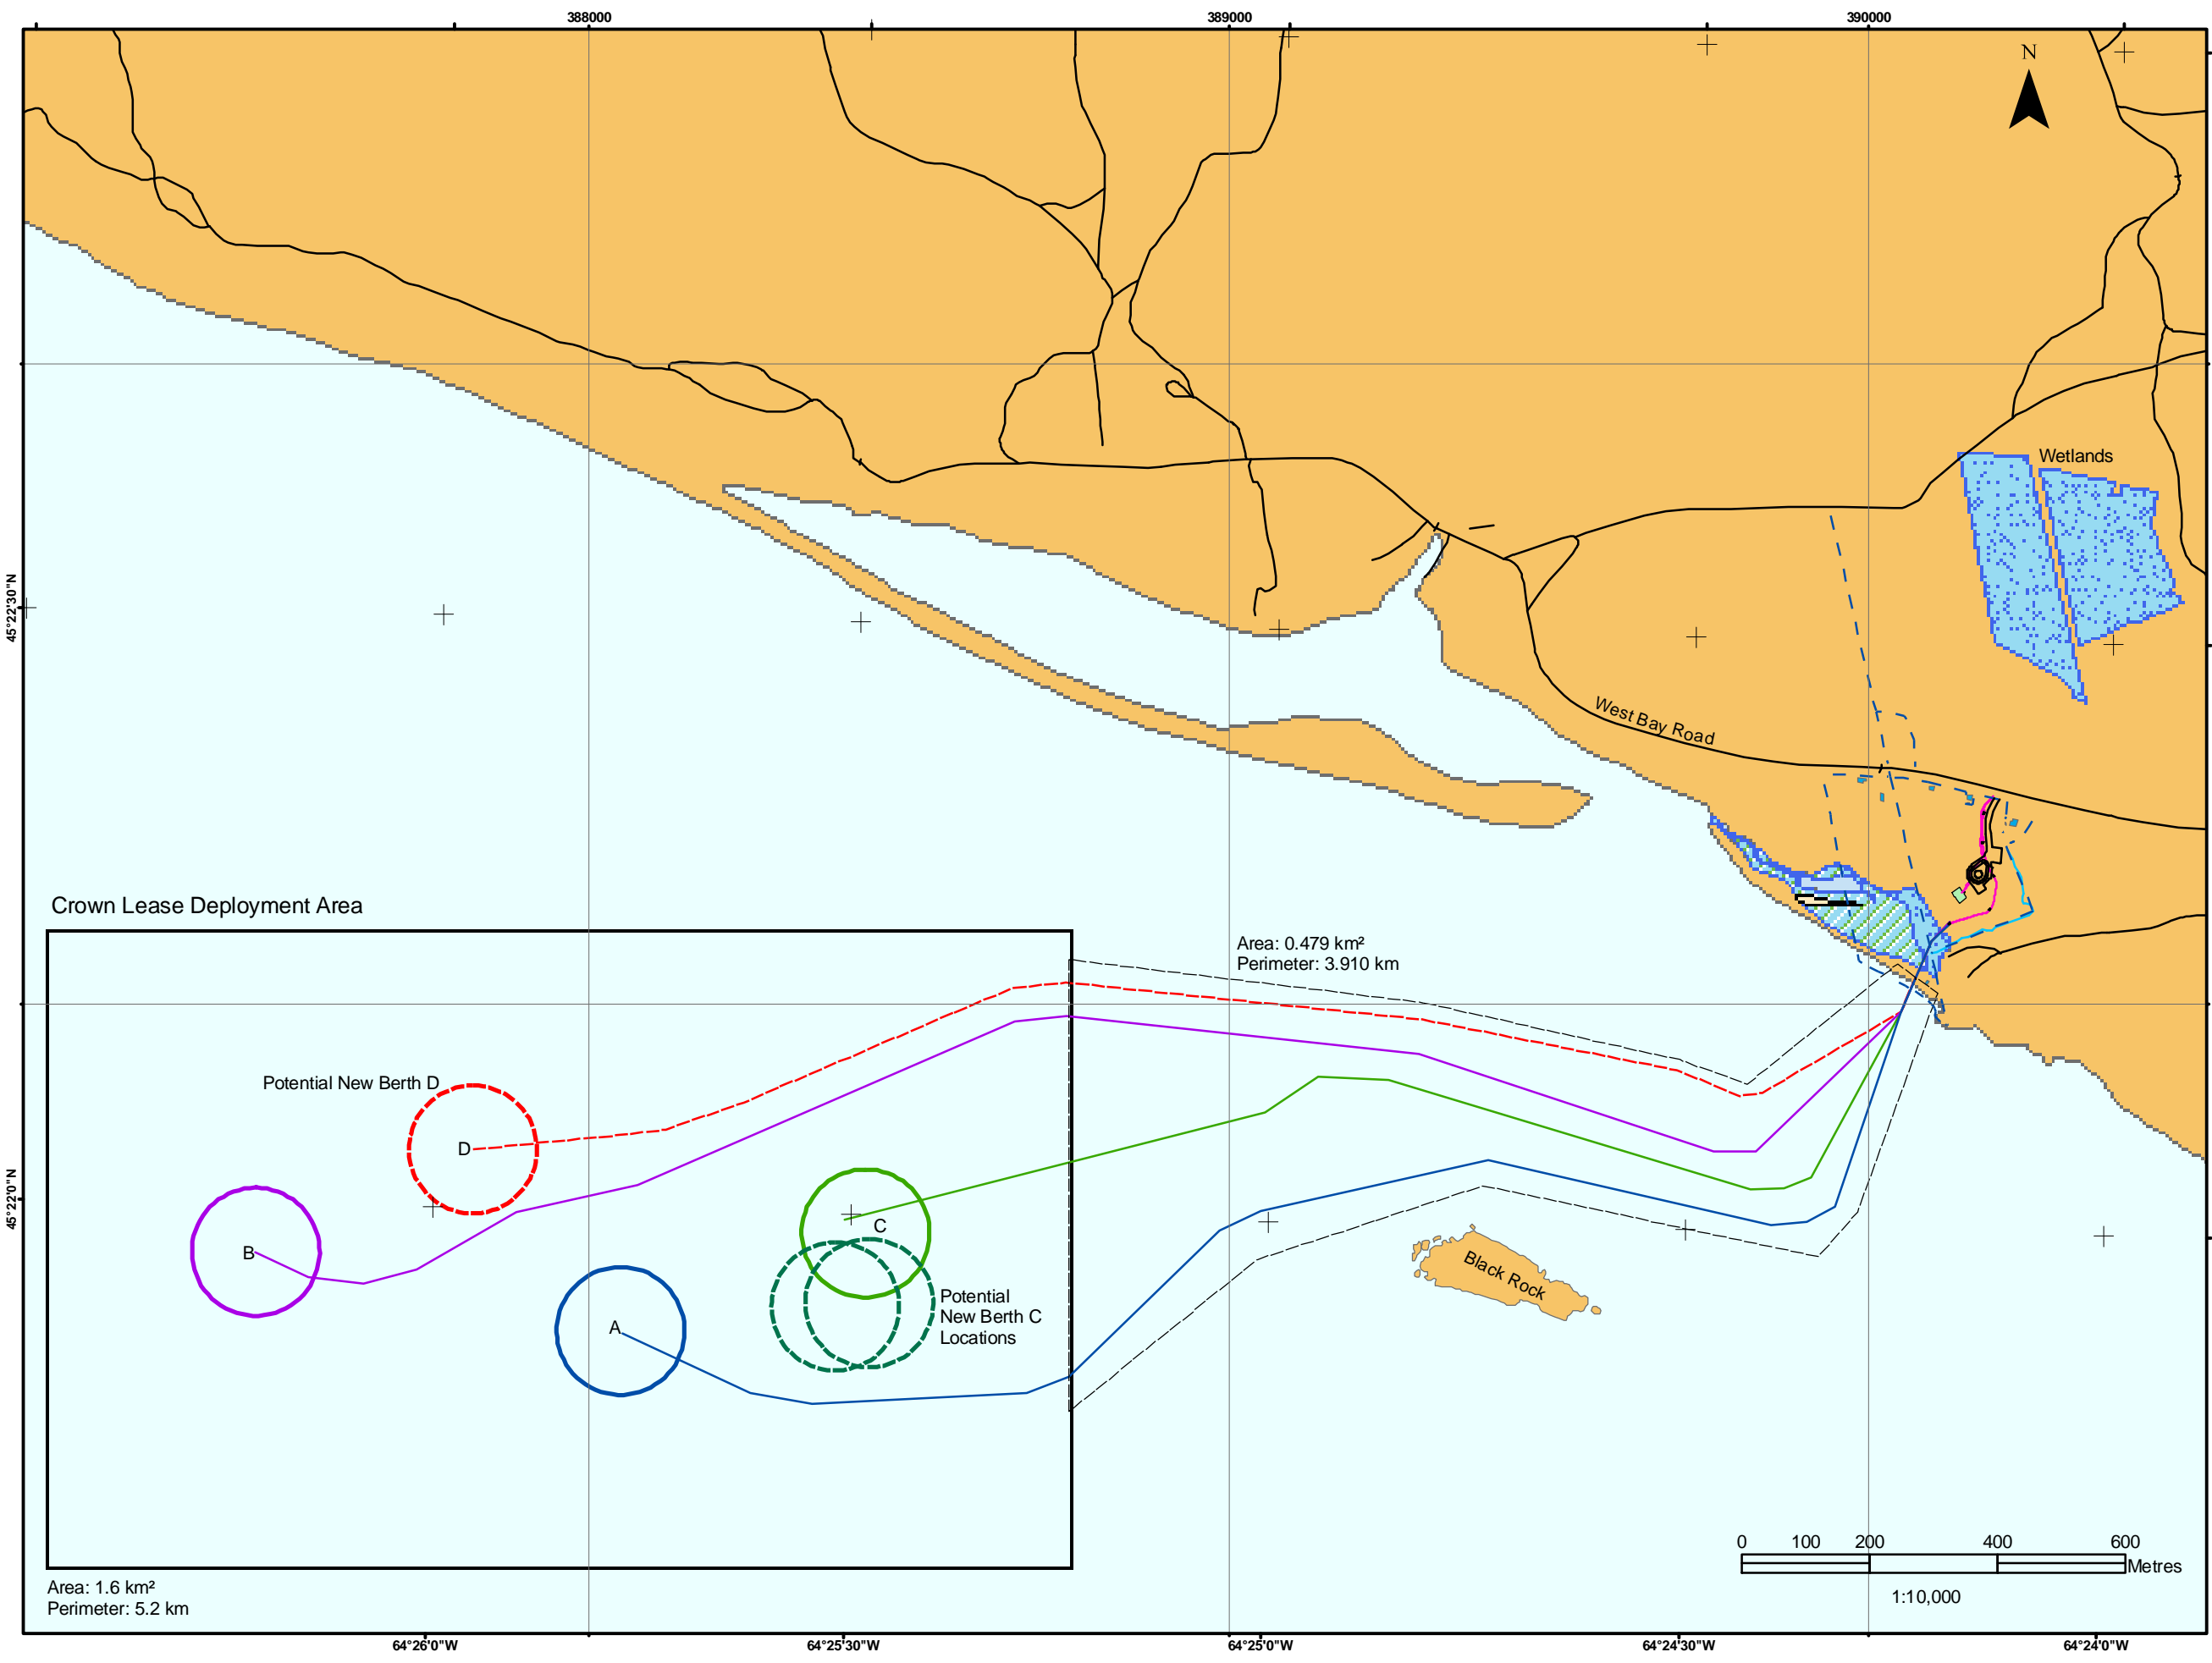 388000
389000
390000
N
Wetlands
45°22'30"N
West Bay Road
Crown Lease Deployment Area
Area: 0.479 km²
Perimeter: 3.910 km
Potential New Berth D
D
45°22'0"N
C
B
Black Rock
Potential
New Berth C
Locations
A
0 100 200 400 600
Metres
Area: 1.6 km²
Perimeter: 5.2 km
1:10,000
64°26'0"W
64°25'30"W
64°25'0"W
64°24'30"W
64°24'0"W